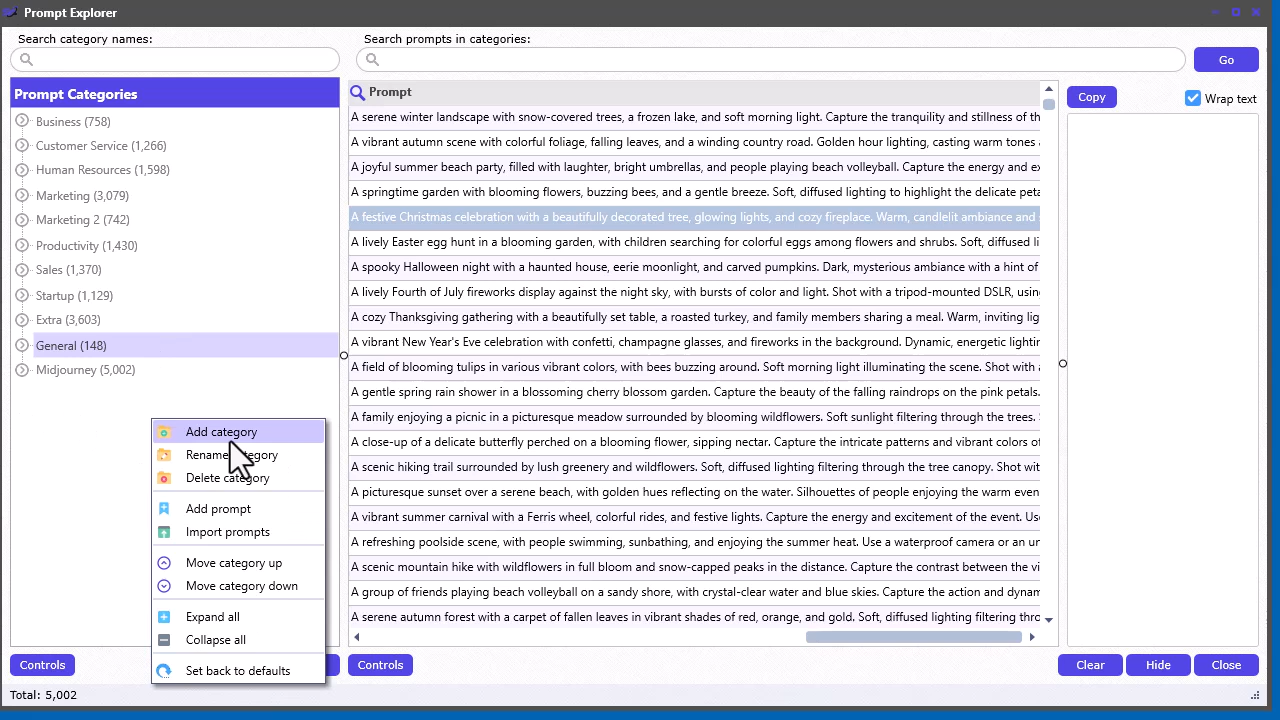 Prompt Explorer
Search category names:
Search prompts in categories:
Go
Prompt Categories
Business (758)
Customer Service (1,266)
Human Resources (1,598)
Marketing (3,079)
Marketing 2 (742)
Productivity (1,430)
Sales (1,370)
Startup (1,129)
Extra (3,603)
General (148)
Midjourney (5,002)
Add category
Rename category
Delete category
Add prompt
Import prompts
Move category up
Move category down
Expand all
Collapse all
Set back to defaults
Prompt
A serene winter landscape with snow-covered trees, a frozen lake, and soft morning light. Capture the tranquility and stillness of th
A vibrant autumn scene with colorful foliage, falling leaves, and a winding country road. Golden hour lighting, casting warm tones
A joyful summer beach party, filled with laughter, bright umbrellas, and people playing beach volleyball. Capture the energy and e
A springtime garden with blooming flowers, buzzing bees, and a gentle breeze. Soft, diffused lighting to highlight the delicate peta
A festive Christmas celebration with a beautifully decorated tree, glowing lights, and cozy fireplace. Warm, candlelit ambiance and
A lively Easter egg hunt in a blooming garden, with children searching for colorful eggs among flowers and shrubs. Soft, diffused li
A spooky Halloween night with a haunted house, eerie moonlight, and carved pumpkins. Dark, mysterious ambiance with a hint of
A lively Fourth of July fireworks display against the night sky, with bursts of color and light. Shot with a tripod-mounted DSLR, usin
A cozy Thanksgiving gathering with a beautifully set table, a roasted turkey, and family members sharing a meal. Warm, inviting lig
A vibrant New Year's Eve celebration with confetti, champagne glasses, and fireworks in the background. Dynamic, energetic lightin
A field of blooming tulips in various vibrant colors, with bees buzzing around. Soft morning light illuminating the scene. Shot with
A gentle spring rain shower in a blossoming cherry blossom garden. Capture the beauty of the falling raindrops on the pink petals.
A family enjoying a picnic in a picturesque meadow surrounded by blooming wildflowers. Soft sunlight filtering through the trees.
A close-up of a delicate butterfly perched on a blooming flower, sipping nectar. Capture the intricate patterns and vibrant colors of
A scenic hiking trail surrounded by lush greenery and wildflowers. Soft, diffused lighting filtering through the tree canopy. Shot wit
A picturesque sunset over a serene beach, with golden hues reflecting on the water. Silhouettes of people enjoying the warm even
A vibrant summer carnival with a Ferris wheel, colorful rides, and festive lights. Capture the energy and excitement of the event. Us
A refreshing poolside scene, with people swimming, sunbathing, and enjoying the summer heat. Use a waterproof camera or an un
A scenic mountain hike with wildflowers in full bloom and snow-capped peaks in the distance. Capture the contrast between the vi
A group of friends playing beach volleyball on a sandy shore, with crystal-clear water and blue skies. Capture the action and dynam
A serene autumn forest with a carpet of fallen leaves in vibrant shades of red, orange, and gold. Soft, diffused lighting filtering thro
Copy
Wrap text
Controls
Controls
Clear
Hide
Close
Total: 5,002